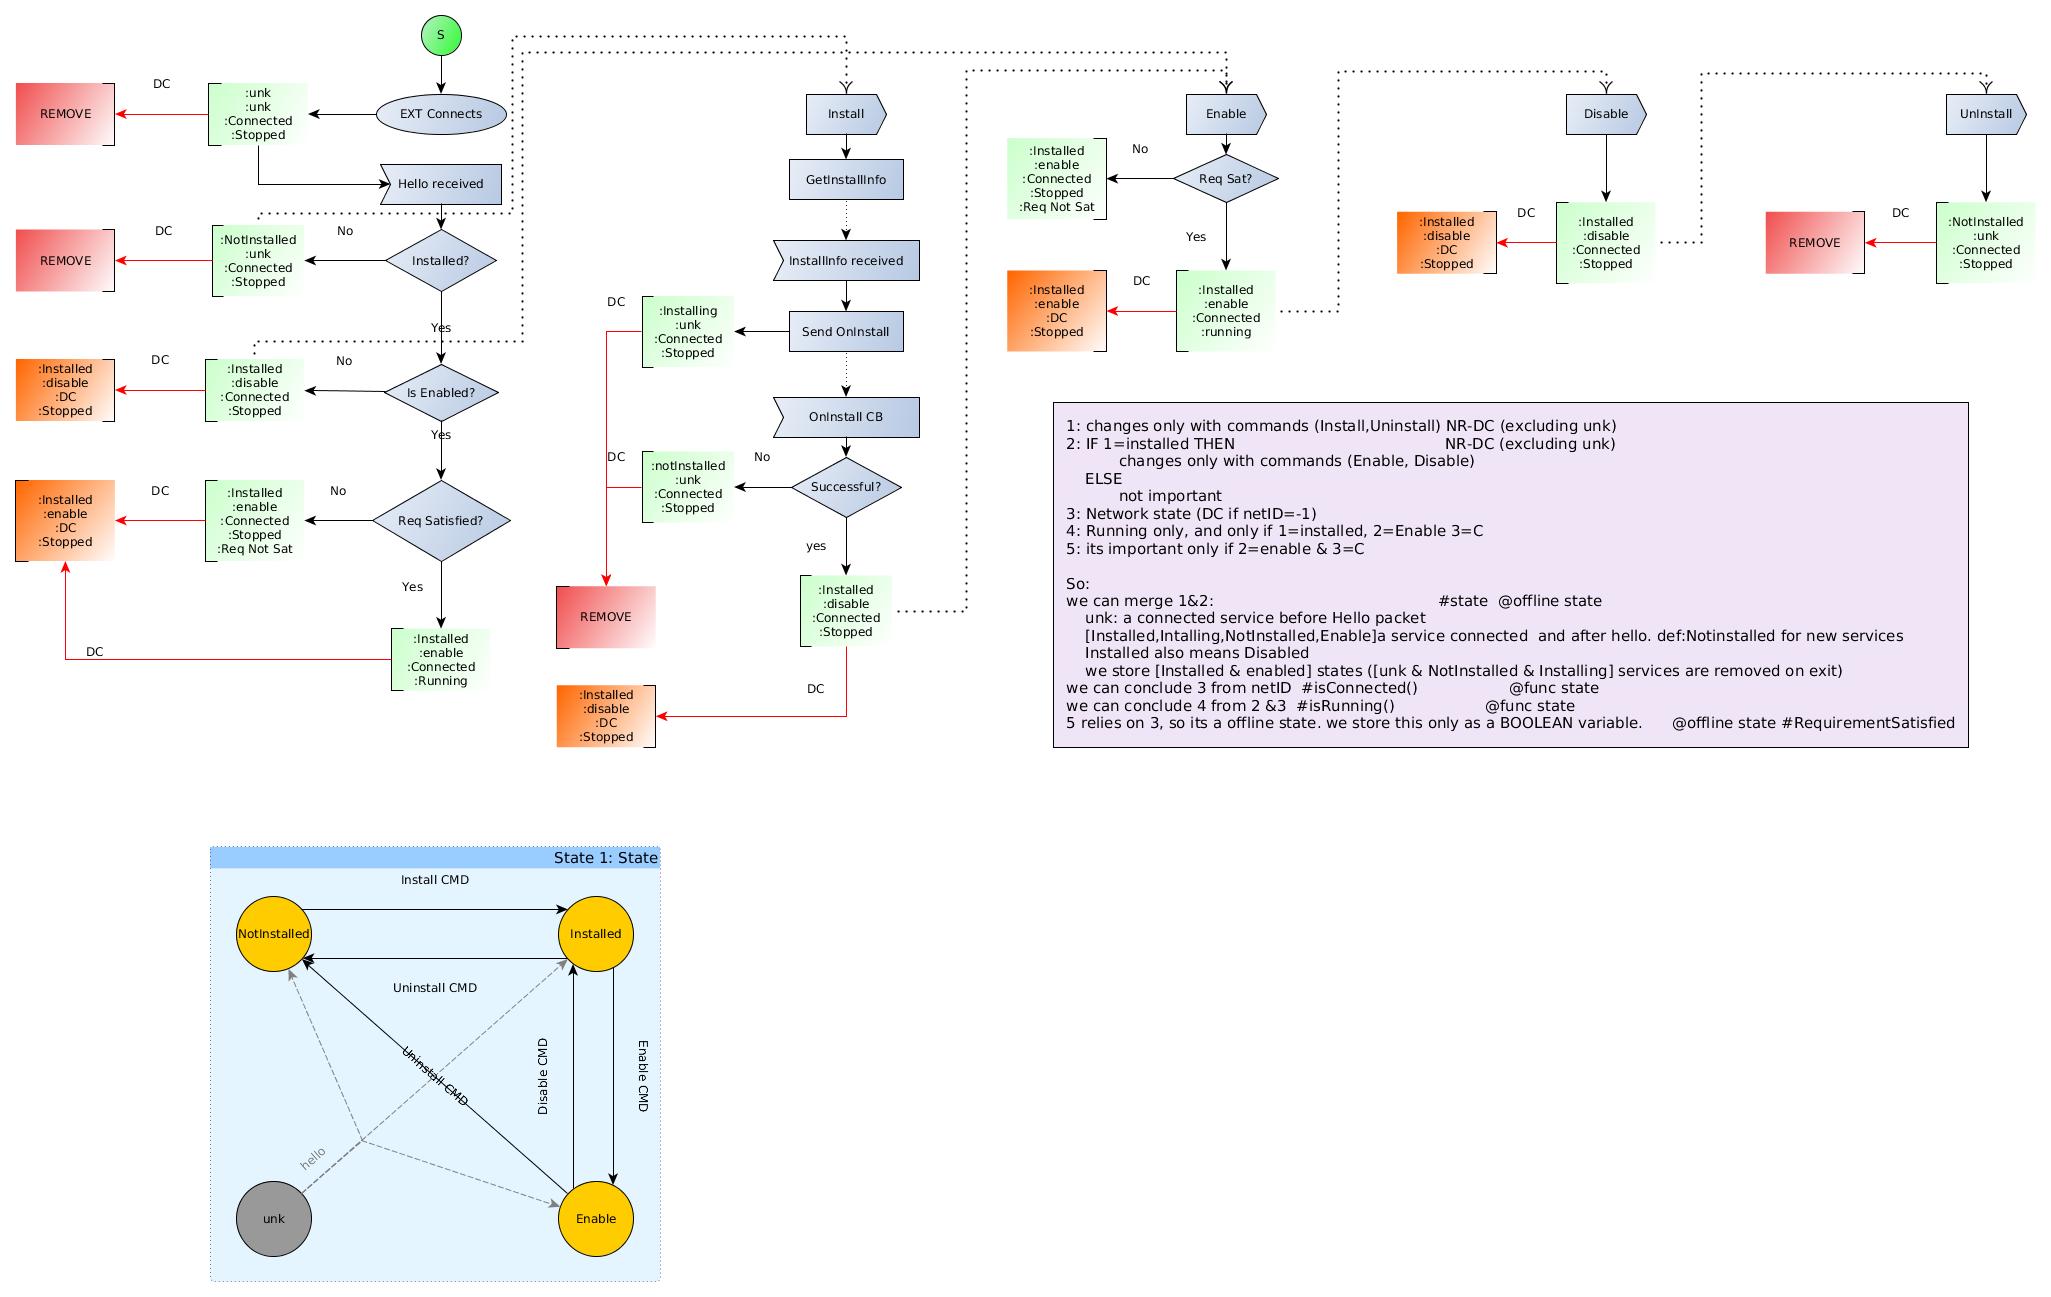 S
EXT Connects
DC
REMOVE
:unk
:unk
:Connected
:Stopped
Hello received
Installed?
No
DC
REMOVE
:NotInstalled
:unk
:Connected
:Stopped
Yes
Is Enabled?
No
DC
:Installed
:disable
:DC
:Stopped
:Installed
:disable
:Connected
:Stopped
Yes
Req Satisfied?
No
DC
:Installed
:enable
:DC
:Stopped
:Installed
:enable
:Connected
:Stopped
:Req Not Sat
Yes
DC
:Installed
:enable
:Connected
:Running
Install
GetInstallInfo
InstallInfo received
Send OnInstall
DC
:Installing
:unk
:Connected
:Stopped
OnInstall CB
Successful?
No
DC
:notInstalled
:unk
:Connected
:Stopped
yes
REMOVE
:Installed
:disable
:Connected
:Stopped
DC
:Installed
:disable
:DC
:Stopped
Enable
Req Sat?
No
:Installed
:enable
:Connected
:Stopped
:Req Not Sat
Yes
DC
:Installed
:enable
:DC
:Stopped
:Installed
:enable
:Connected
:running
Disable
DC
:Installed
:disable
:DC
:Stopped
:Installed
:disable
:Connected
:Stopped
UnInstall
DC
REMOVE
:NotInstalled
:unk
:Connected
:Stopped
1: changes only with commands (Install,Uninstall) NR-DC (excluding unk)
2: IF 1=installed THEN NR-DC (excluding unk)
changes only with commands (Enable, Disable)
ELSE
not important
3: Network state (DC if netID=-1)
4: Running only, and only if 1=installed, 2=Enable 3=C
5: its important only if 2=enable & 3=C
So:
we can merge 1&2: #state @offline state
unk: a connected service before Hello packet
[Installed,Intalling,NotInstalled,Enable]a service connected and after hello. def:Notinstalled for new services
Installed also means Disabled
we store [Installed & enabled] states ([unk & NotInstalled & Installing] services are removed on exit)
we can conclude 3 from netID #isConnected() @func state
we can conclude 4 from 2 &3 #isRunning() @func state
5 relies on 3, so its a offline state. we store this only as a BOOLEAN variable. @offline state #RequirementSatisfied
State 1: State
Install CMD
NotInstalled
Installed
Uninstall CMD
Uninstall CMD
Disable CMD
Enable CMD
hello
unk
Enable